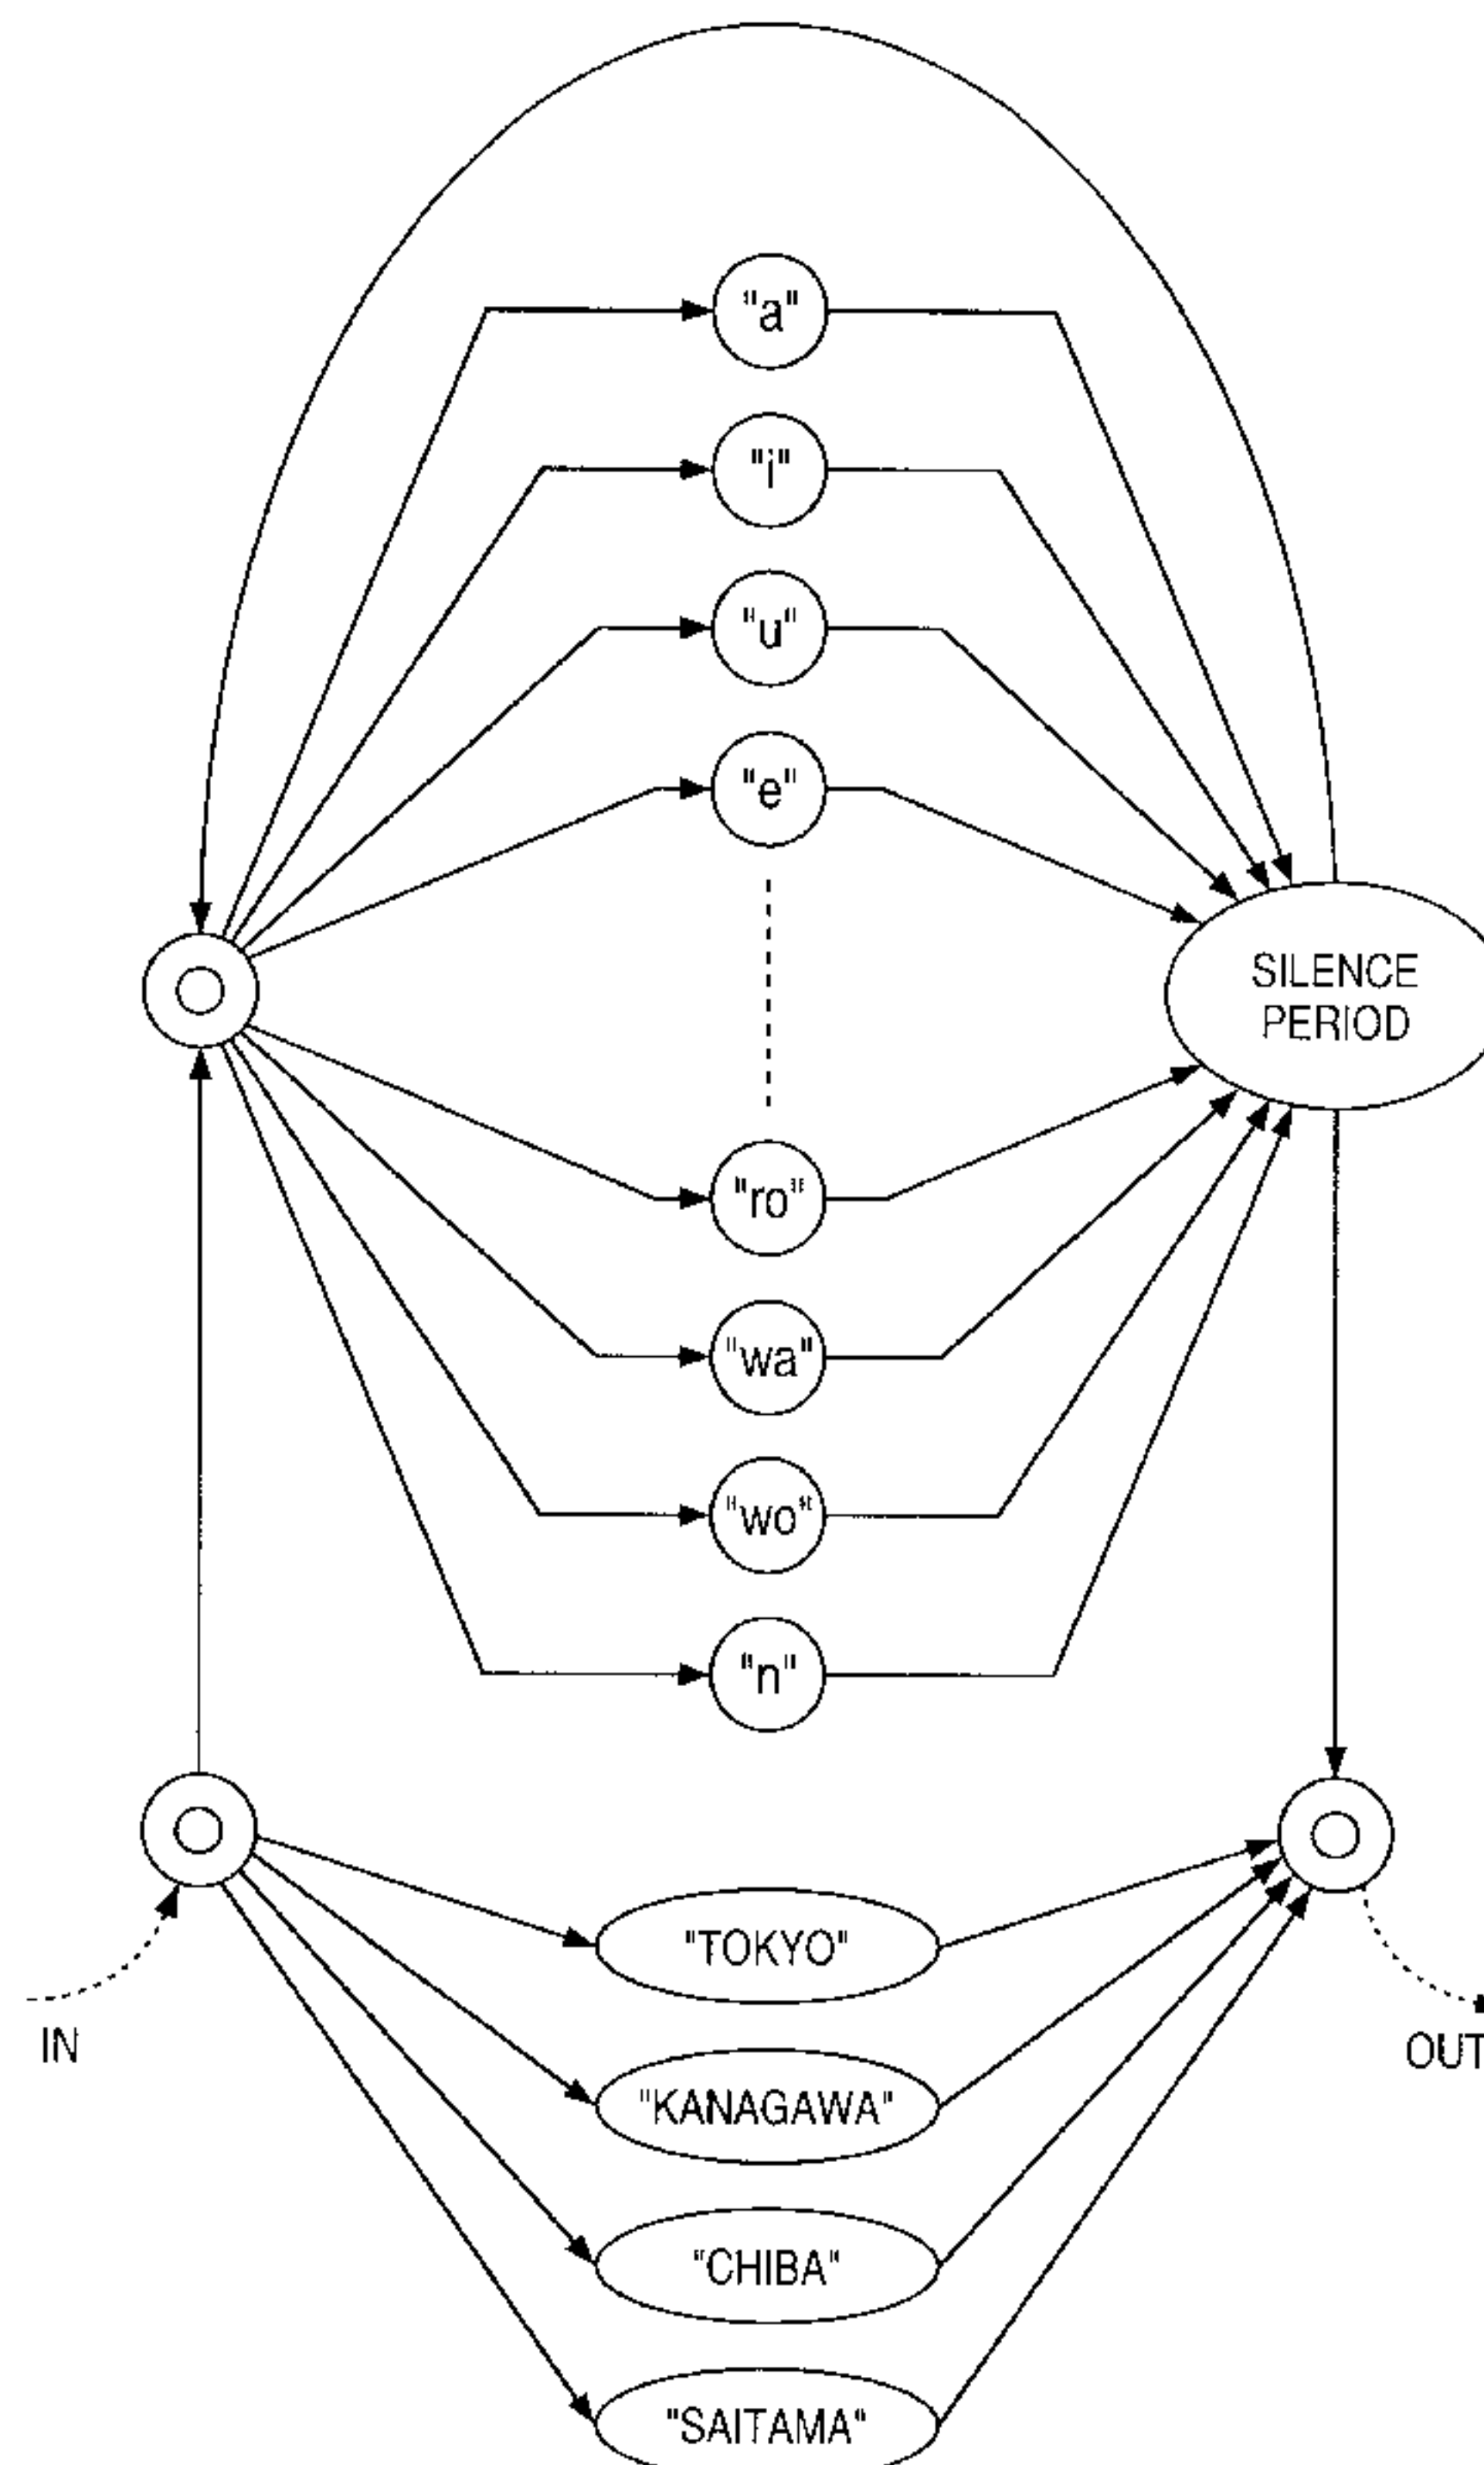 "a"
"i"
"u"
"e"
SILENCE
PERIOD
"ro"
"wa"
"wo"
"n"
"TOKYO"
IN
OUT
"KANAGAWA"
"CHIBA"
"SAITAMA"